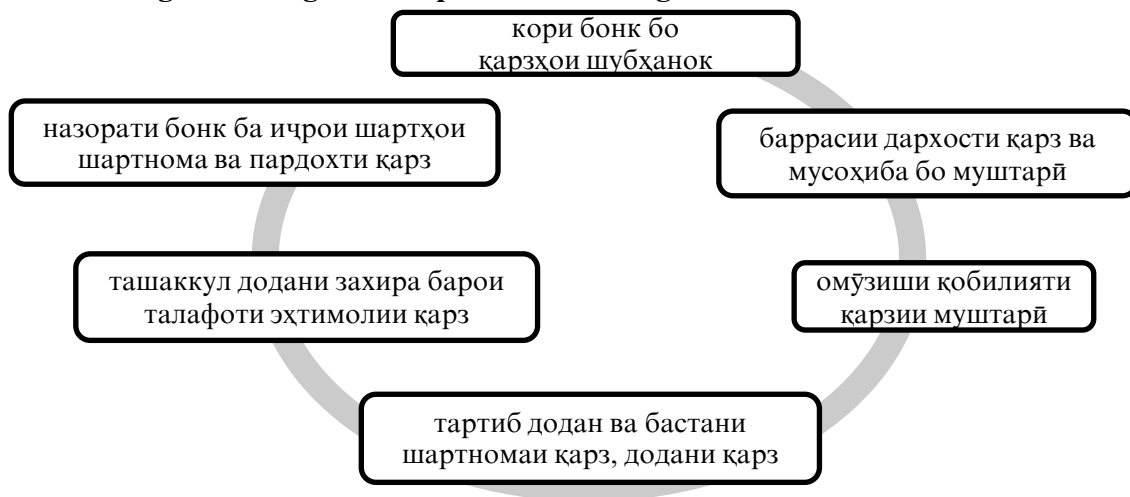 кори бонк бо
қарзҳои шубҳанок
назорати бонк ба иҷрои шартҳои
шартнома ва пардохти қарз
баррасии дархости қарз ва
мусоҳиба бо муштарӣ
ташаккул додани захира барои
талафоти эҳтимолии қарз
омӯзиши қобилияти
қарзии муштарӣ
тартиб додан ва бастани
шартномаи қарз, додани қарз